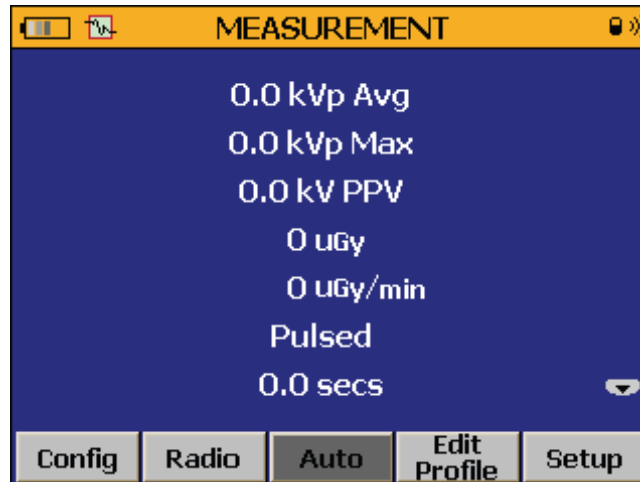 MEASUREMENT
0.0 kVp Avg
0.0 kVp Max
0.0 kV PPV
0 uGy
0 uGy/min
Pulsed
0.0 secs
Config Radio Auto Edit Profile Setup